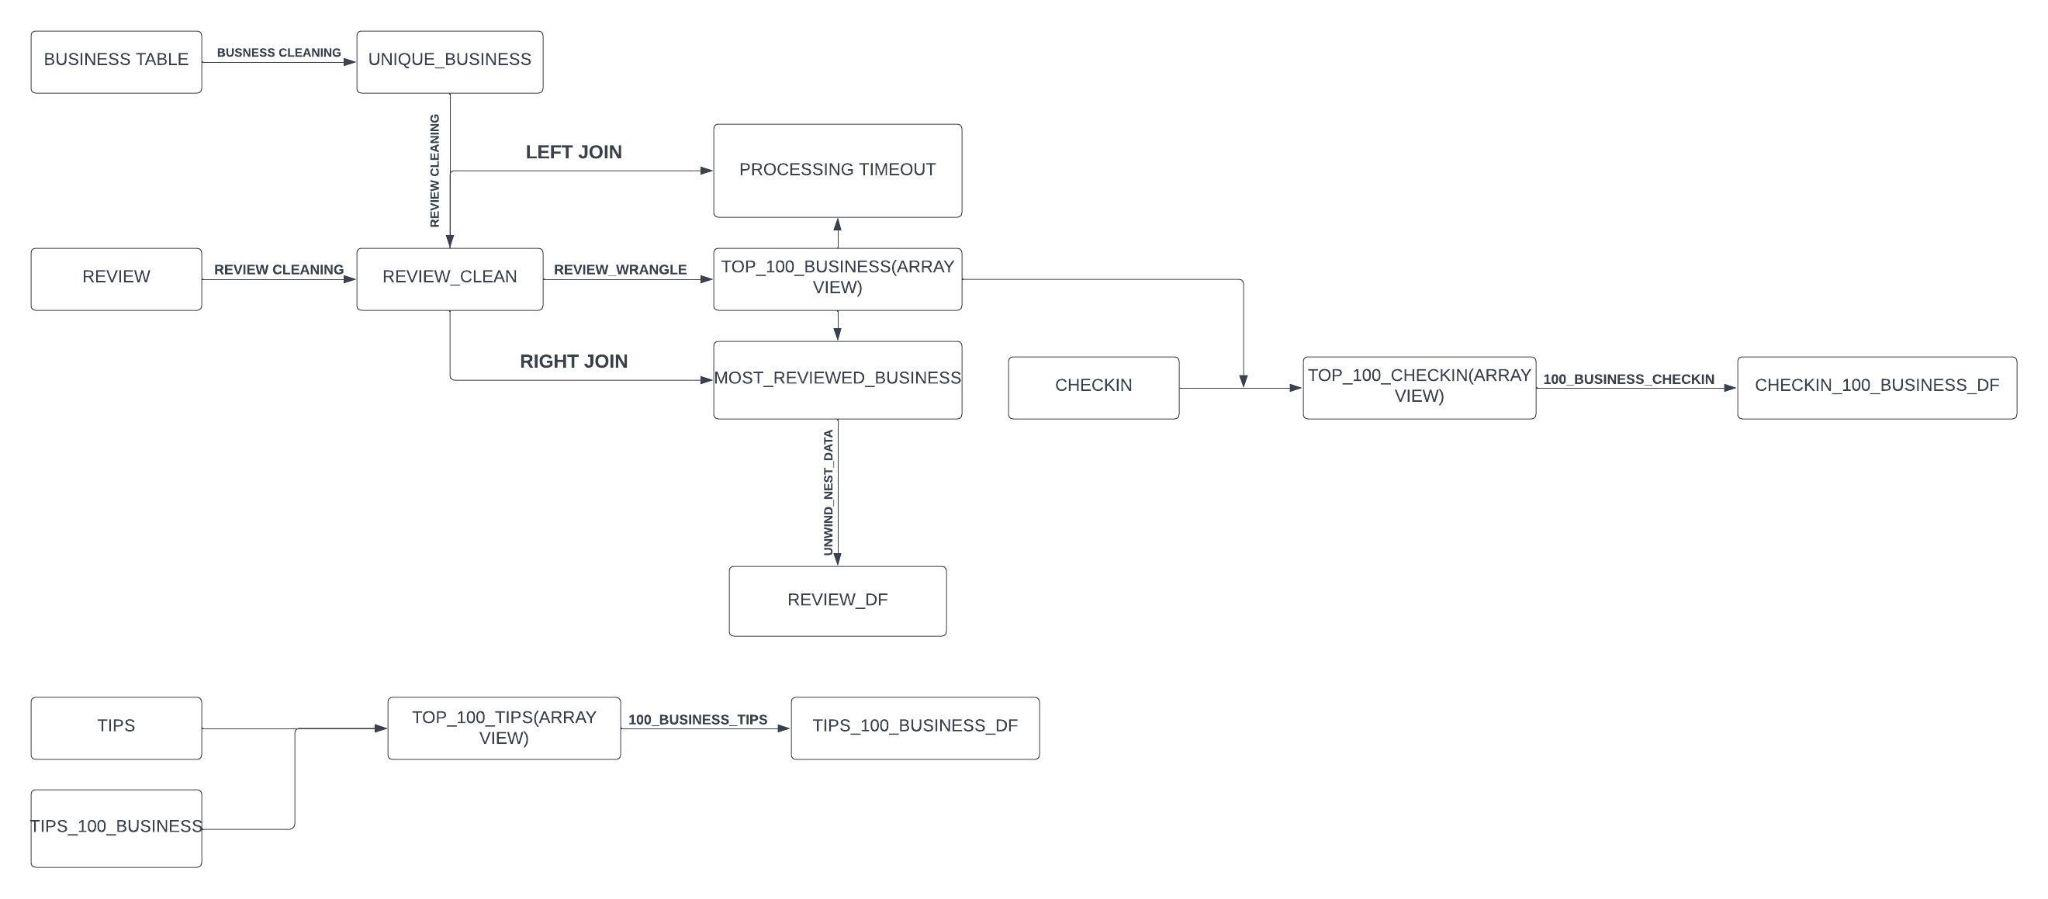 BUSINESS TABLE
BUSNESS CLEANING
UNIQUE_BUSINESS
REVIEW CLEANING
LEFT JOIN
PROCESSING TIMEOUT
REVIEW
REVIEW CLEANING
REVIEW_CLEAN
REVIEW_WRANGLE
TOP_100_BUSINESS(ARRAY
VIEW)
RIGHT JOIN
MOST_REVIEWED_BUSINESS
CHECKIN
TOP_100_CHECKIN(ARRAY
VIEW)
100_BUSINESS_CHECKIN
CHECKIN_100_BUSINESS_DF
UNWIND_NEST_DATA
REVIEW_DF
TIPS
TOP_100_TIPS(ARRAY
VIEW)
100_BUSINESS_TIPS
TIPS_100_BUSINESS_DF
TIPS_100_BUSINESS